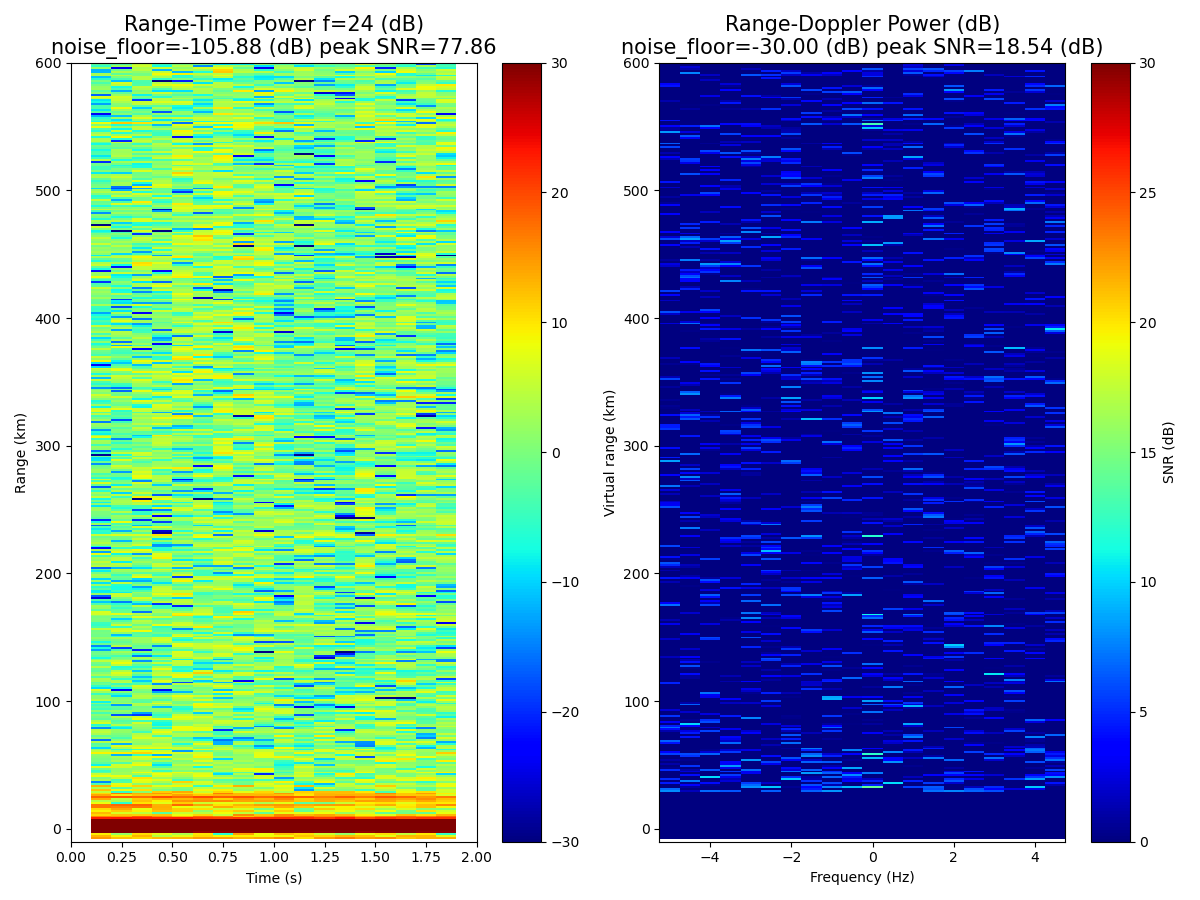 Range-Time Power f=24 (dB)
noise_floor=-105.88 (dB) peak SNR=77.86
Range-Doppler Power (dB)
noise_floor=-30.00 (dB) peak SNR=18.54 (dB)
600
500
400
300
200
100
0
Range (km)
0.00 0.25 0.50 0.75 1.00 1.25 1.50 1.75 2.00
Time (s)
30
20
10
0
−10
−20
−30
600
500
400
300
200
100
0
Virtual range (km)
−4 −2 0 2 4
Frequency (Hz)
30
25
20
15
10
5
0
SNR (dB)